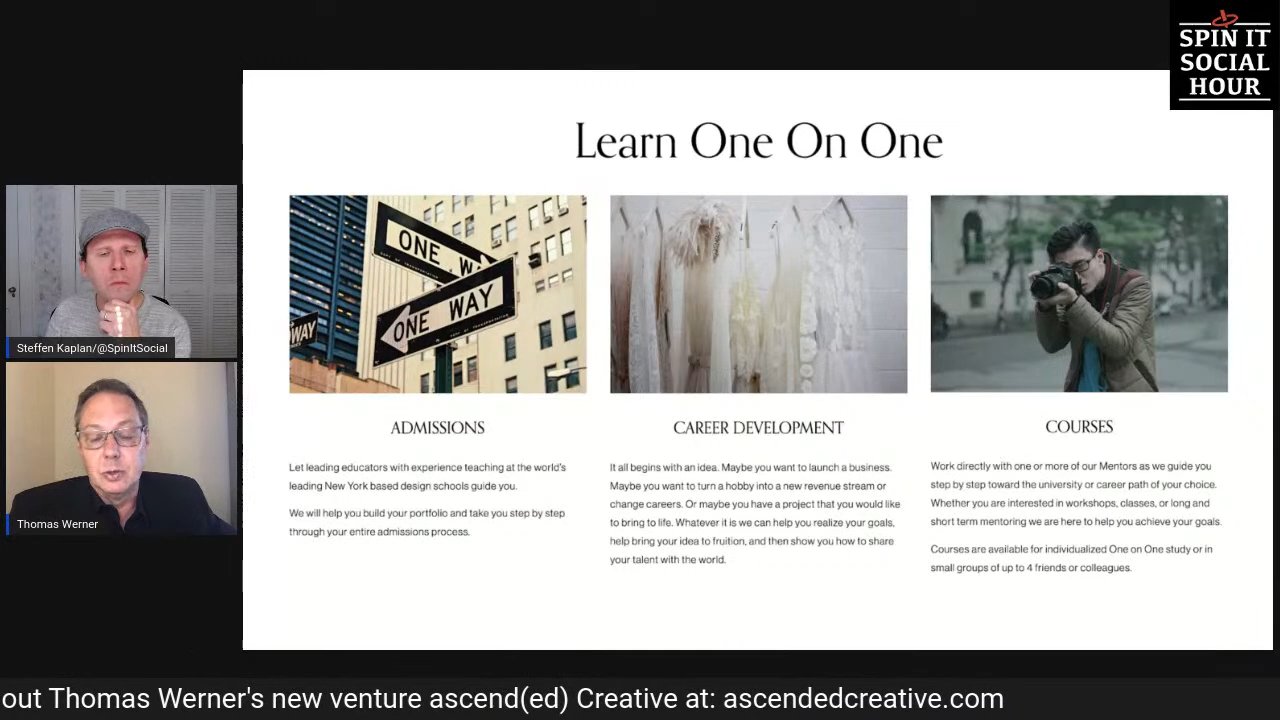 SPIN IT
SOCIAL
HOUR
Learn One On One
ONE WA
ONE WAY
WAY
ADMISSIONS
Let leading educators with experience teaching at the world's
leading New York based design schools guide you.
We will help you build your portfolio and take you step by step
through your entire admissions process.
CAREER DEVELOPMENT
It all begins with an idea. Maybe you want to launch a business.
Maybe you want to turn a hobby into a new revenue stream or
change careers. Or maybe you have a project that you would like
to bring to life. Whatever it is we can help you realize your goals,
help bring your idea to fruition, and then show you how to share
your talent with the world.
COURSES
Work directly with one or more of our Mentors as we guide you
step by step toward the university or career path of your choice.
Whether you are interested in workshops, classes, or long and
short term mentoring we are here to help you achieve your goals.
Courses are available for individualized One on One study or in
small groups of up to 4 friends or colleagues.
Steffen Kaplan/@SpinItSocial
Thomas Werner
out Thomas Werner's new venture ascend(ed) Creative at: ascendedcreative.com